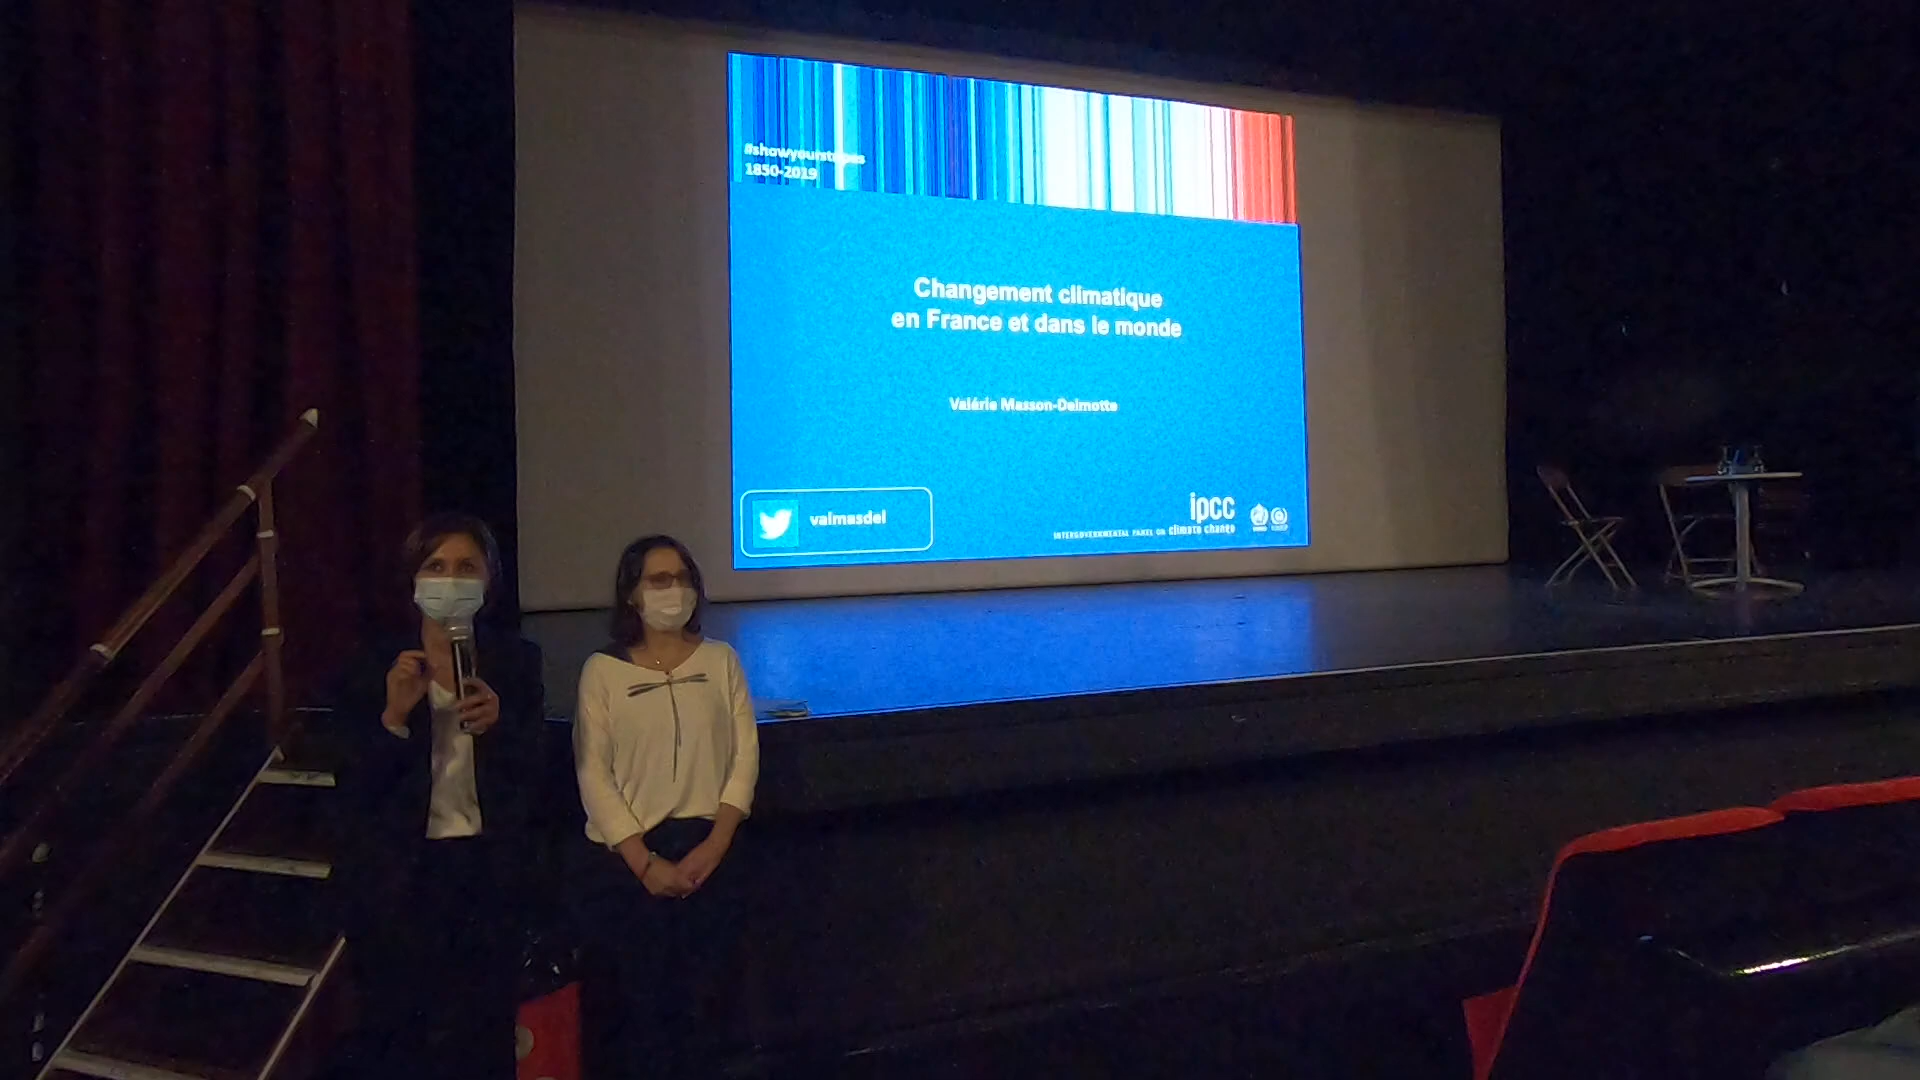 #showyourstripes
1850-2019
Changement climatique
en France et dans le monde
Valérie Masson-Delmotte
valmasdel
ipcc
INTERGOVERNMENTAL PANEL ON climate change